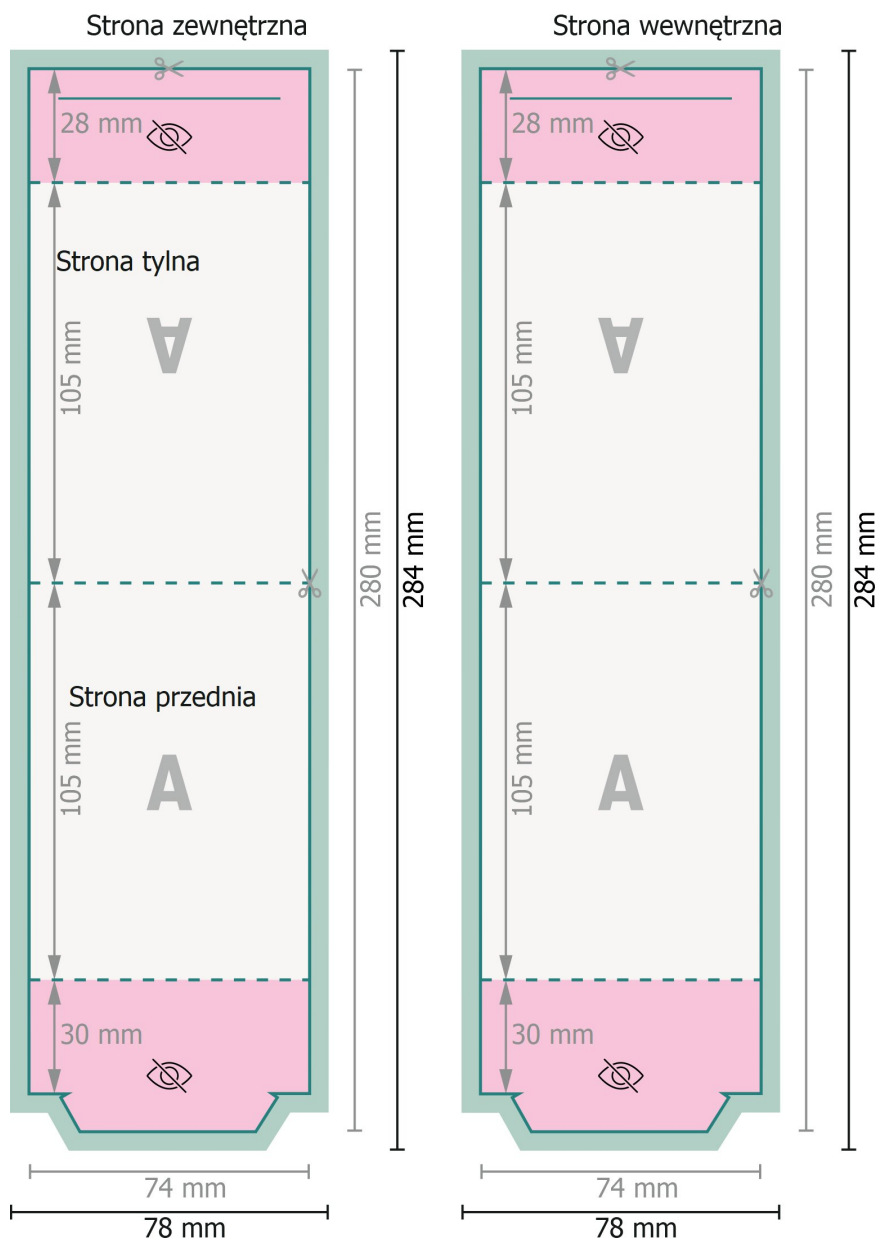 Strona zewnętrzna
28 mm
Strona tylna
A
105 mm
280 mm
284 mm
Strona przednia
105 mm
A
30 mm
74 mm
78 mm
Strona wewnętrzna
28 mm
A
105 mm
280 mm
284 mm
105 mm
A
30 mm
74 mm
78 mm